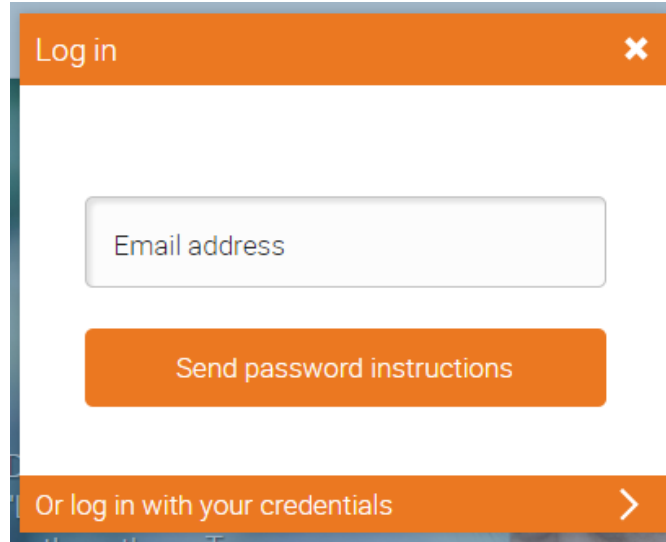 Log in
Email address
Send password instructions
Or log in with your credentials